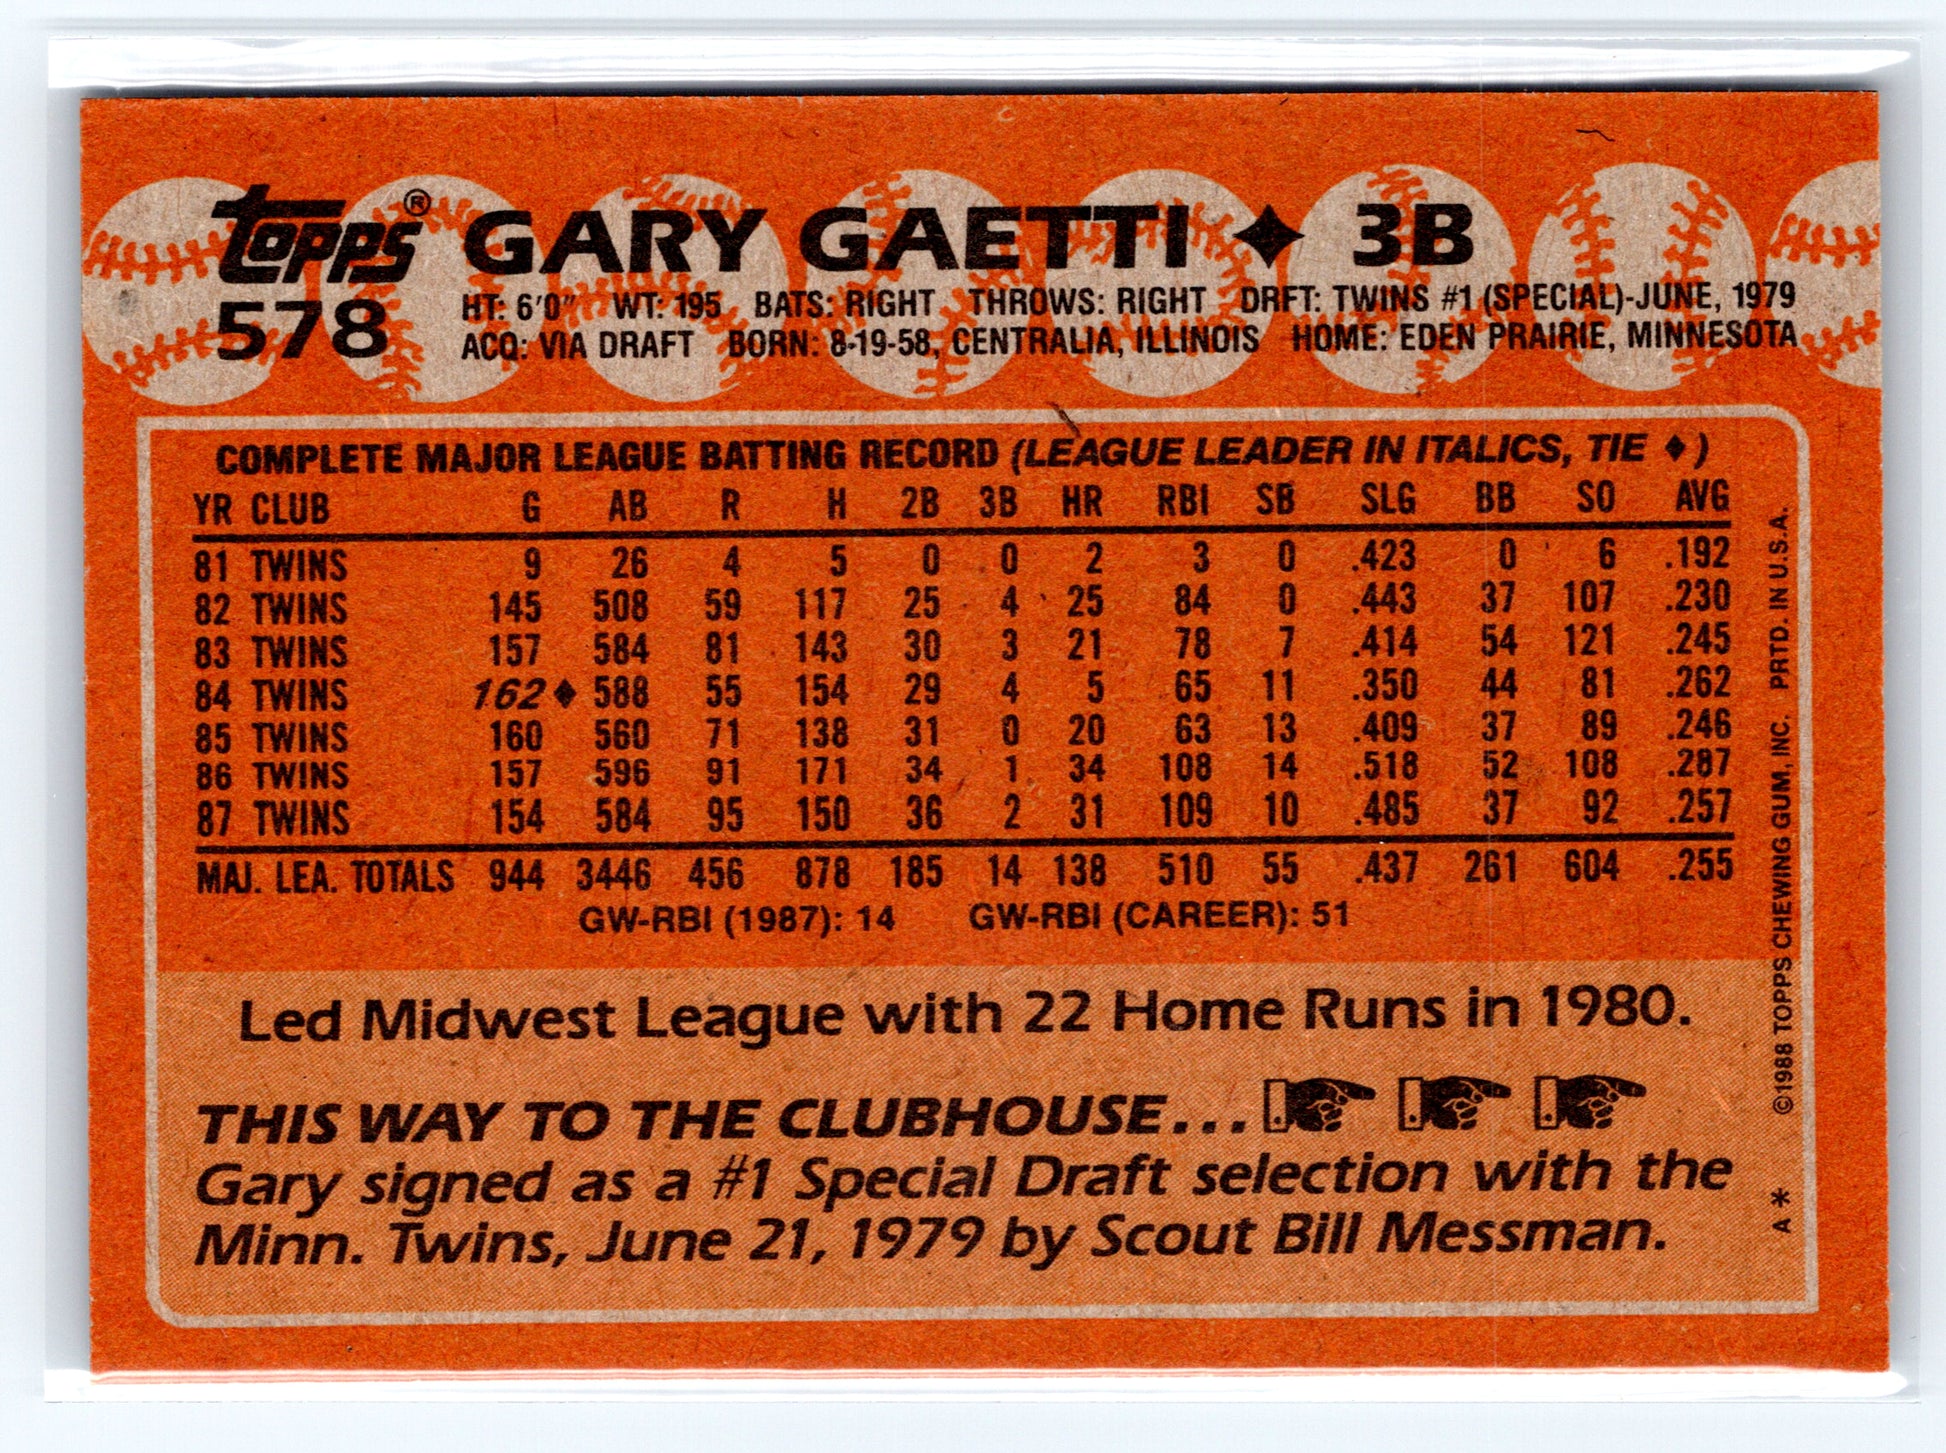 topps® GARY GAETTI ♦ 3B
578 HT: 6'0" WT: 195 BATS: RIGHT THROWS: RIGHT DRFT: TWINS #1 (SPECIAL)-JUNE, 1979
ACQ: VIA DRAFT BORN: 8-19-58, CENTRALIA, ILLINOIS HOME: EDEN PRAIRIE, MINNESOTA
COMPLETE MAJOR LEAGUE BATTING RECORD (LEAGUE LEADER IN ITALICS, TIE ♦)
YR CLUB G AB R H 2B 3B HR RBI SB SLG BB SO AVG
81 TWINS 9 26 4 5 0 0 2 3 0 .423 0 6 .192
82 TWINS 145 508 59 117 25 4 25 84 0 .443 37 107 .230
83 TWINS 157 584 81 143 30 3 21 78 7 .414 54 121 .245
84 TWINS 162♦ 588 55 154 29 4 5 65 11 .350 44 81 .262
85 TWINS 160 560 71 138 31 0 20 63 13 .409 37 89 .246
86 TWINS 157 596 91 171 34 1 34 108 14 .518 52 108 .287
87 TWINS 154 584 95 150 36 2 31 109 10 .485 37 92 .257
MAJ. LEA. TOTALS 944 3446 456 878 185 14 138 510 55 .437 261 604 .255
GW-RBI (1987): 14 GW-RBI (CAREER): 51
Led Midwest League with 22 Home Runs in 1980.
THIS WAY TO THE CLUBHOUSE...
Gary signed as a #1 Special Draft selection with the
Minn. Twins, June 21, 1979 by Scout Bill Messman.
A* ©1988 TOPPS CHEWING GUM, INC. PRTD. IN U.S.A.